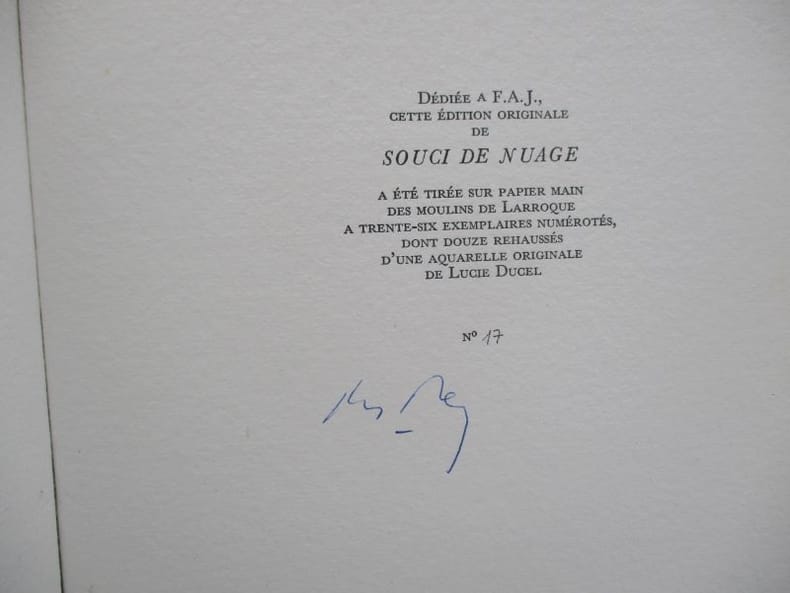 Dédiée a F.A.J.,
cette édition originale
de
SOUCI DE NUAGE
a été tirée sur papier main
des moulins de Larroque
a trente-six exemplaires numérotés,
dont douze rehaussés
d'une aquarelle originale
de Lucie Ducel
Nº 17